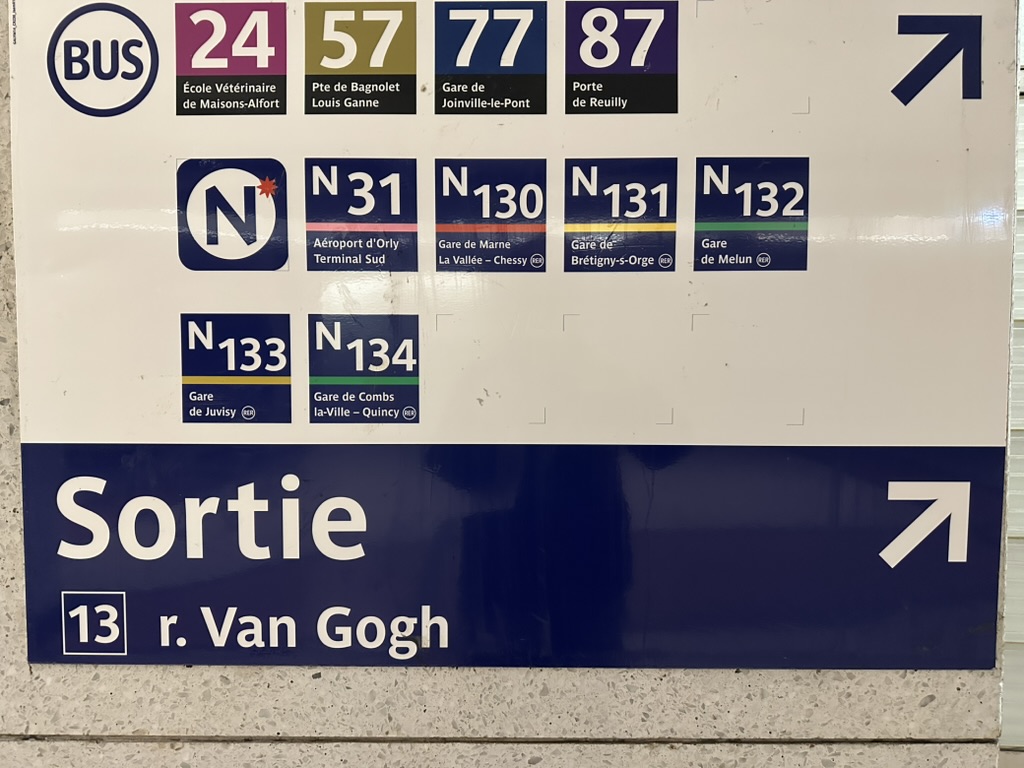 BUS
24
École Vétérinaire
de Maisons-Alfort
57
Pte de Bagnolet
Louis Ganne
77
Gare de
Joinville-le-Pont
87
Porte
de Reuilly
N
N 31
Aéroport d'Orly
Terminal Sud
N 130
Gare de Marne
La Vallée – Chessy RER
N 131
Gare de
Brétigny-s-Orge RER
N 132
Gare
de Melun RER
N 133
Gare
de Juvisy RER
N 134
Gare de Combs
la-Ville – Quincy RER
Sortie
13 r. Van Gogh